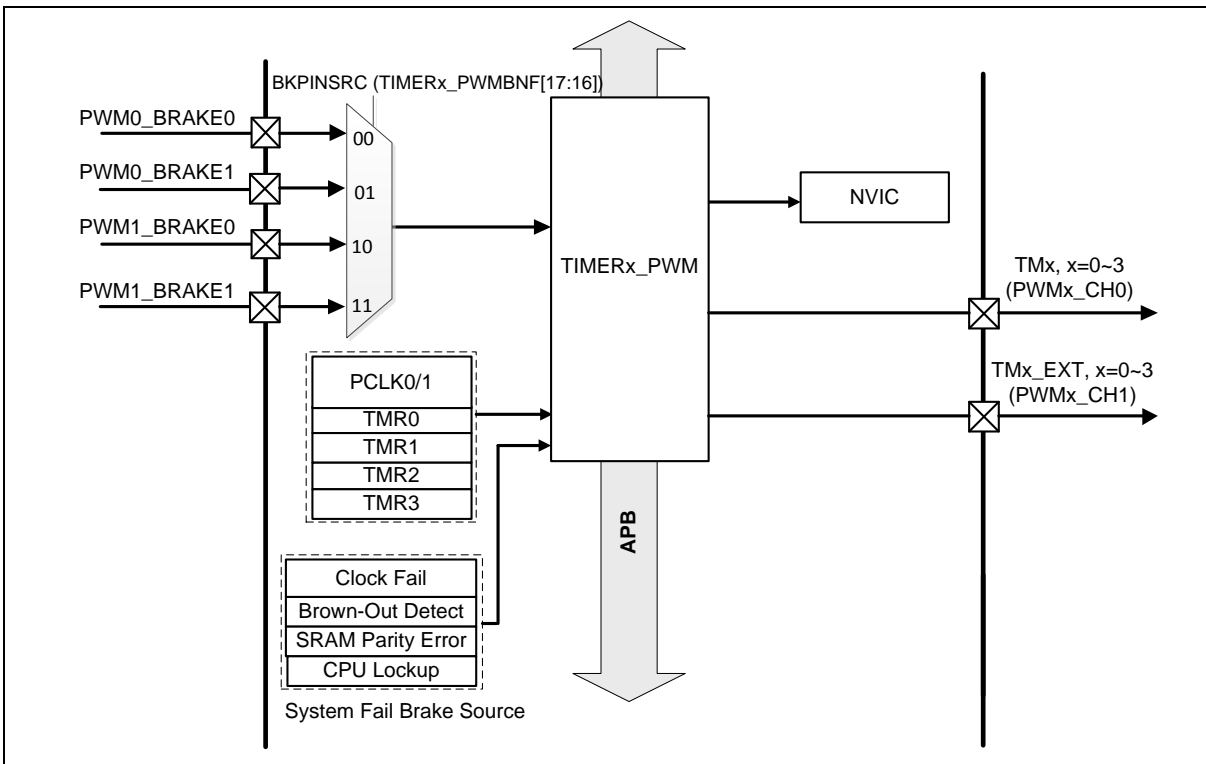 BKPINSRC (TIMERx_PWMBNF[17:16])
PWM0_BRAKE0
00
PWM0_BRAKE1
01
PWM1_BRAKE0
10
PWM1_BRAKE1
11
TIMERx_PWM
NVIC
TMx, x=0~3
(PWMx_CH0)
TMx_EXT, x=0~3
(PWMx_CH1)
PCLK0/1
TMR0
TMR1
TMR2
TMR3
APB
Clock Fail
Brown-Out Detect
SRAM Parity Error
CPU Lockup
System Fail Brake Source